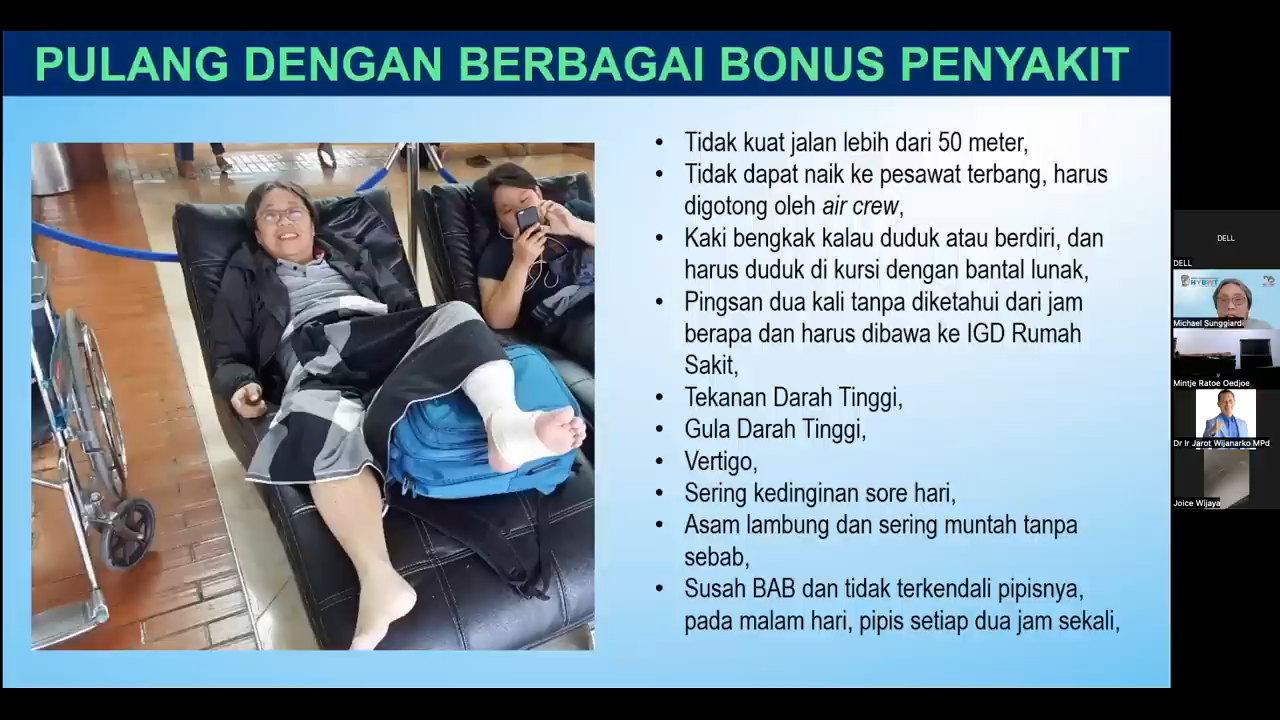 PULANG DENGAN BERBAGAI BONUS PENYAKIT
• Tidak kuat jalan lebih dari 50 meter,
• Tidak dapat naik ke pesawat terbang, harus
digotong oleh air crew,
• Kaki bengkak kalau duduk atau berdiri, dan
harus duduk di kursi dengan bantal lunak,
• Pingsan dua kali tanpa diketahui dari jam
berapa dan harus dibawa ke IGD Rumah
Sakit,
• Tekanan Darah Tinggi,
• Gula Darah Tinggi,
• Vertigo,
• Sering kedinginan sore hari,
• Asam lambung dan sering muntah tanpa
sebab,
• Susah BAB dan tidak terkendali pipisnya,
pada malam hari, pipis setiap dua jam sekali,
DELL
DELL
Michael Sunggiardi
Mintje Ratoe Oedjoe
Dr Ir Jarot Wijanarko MPd
Joice Wijaya